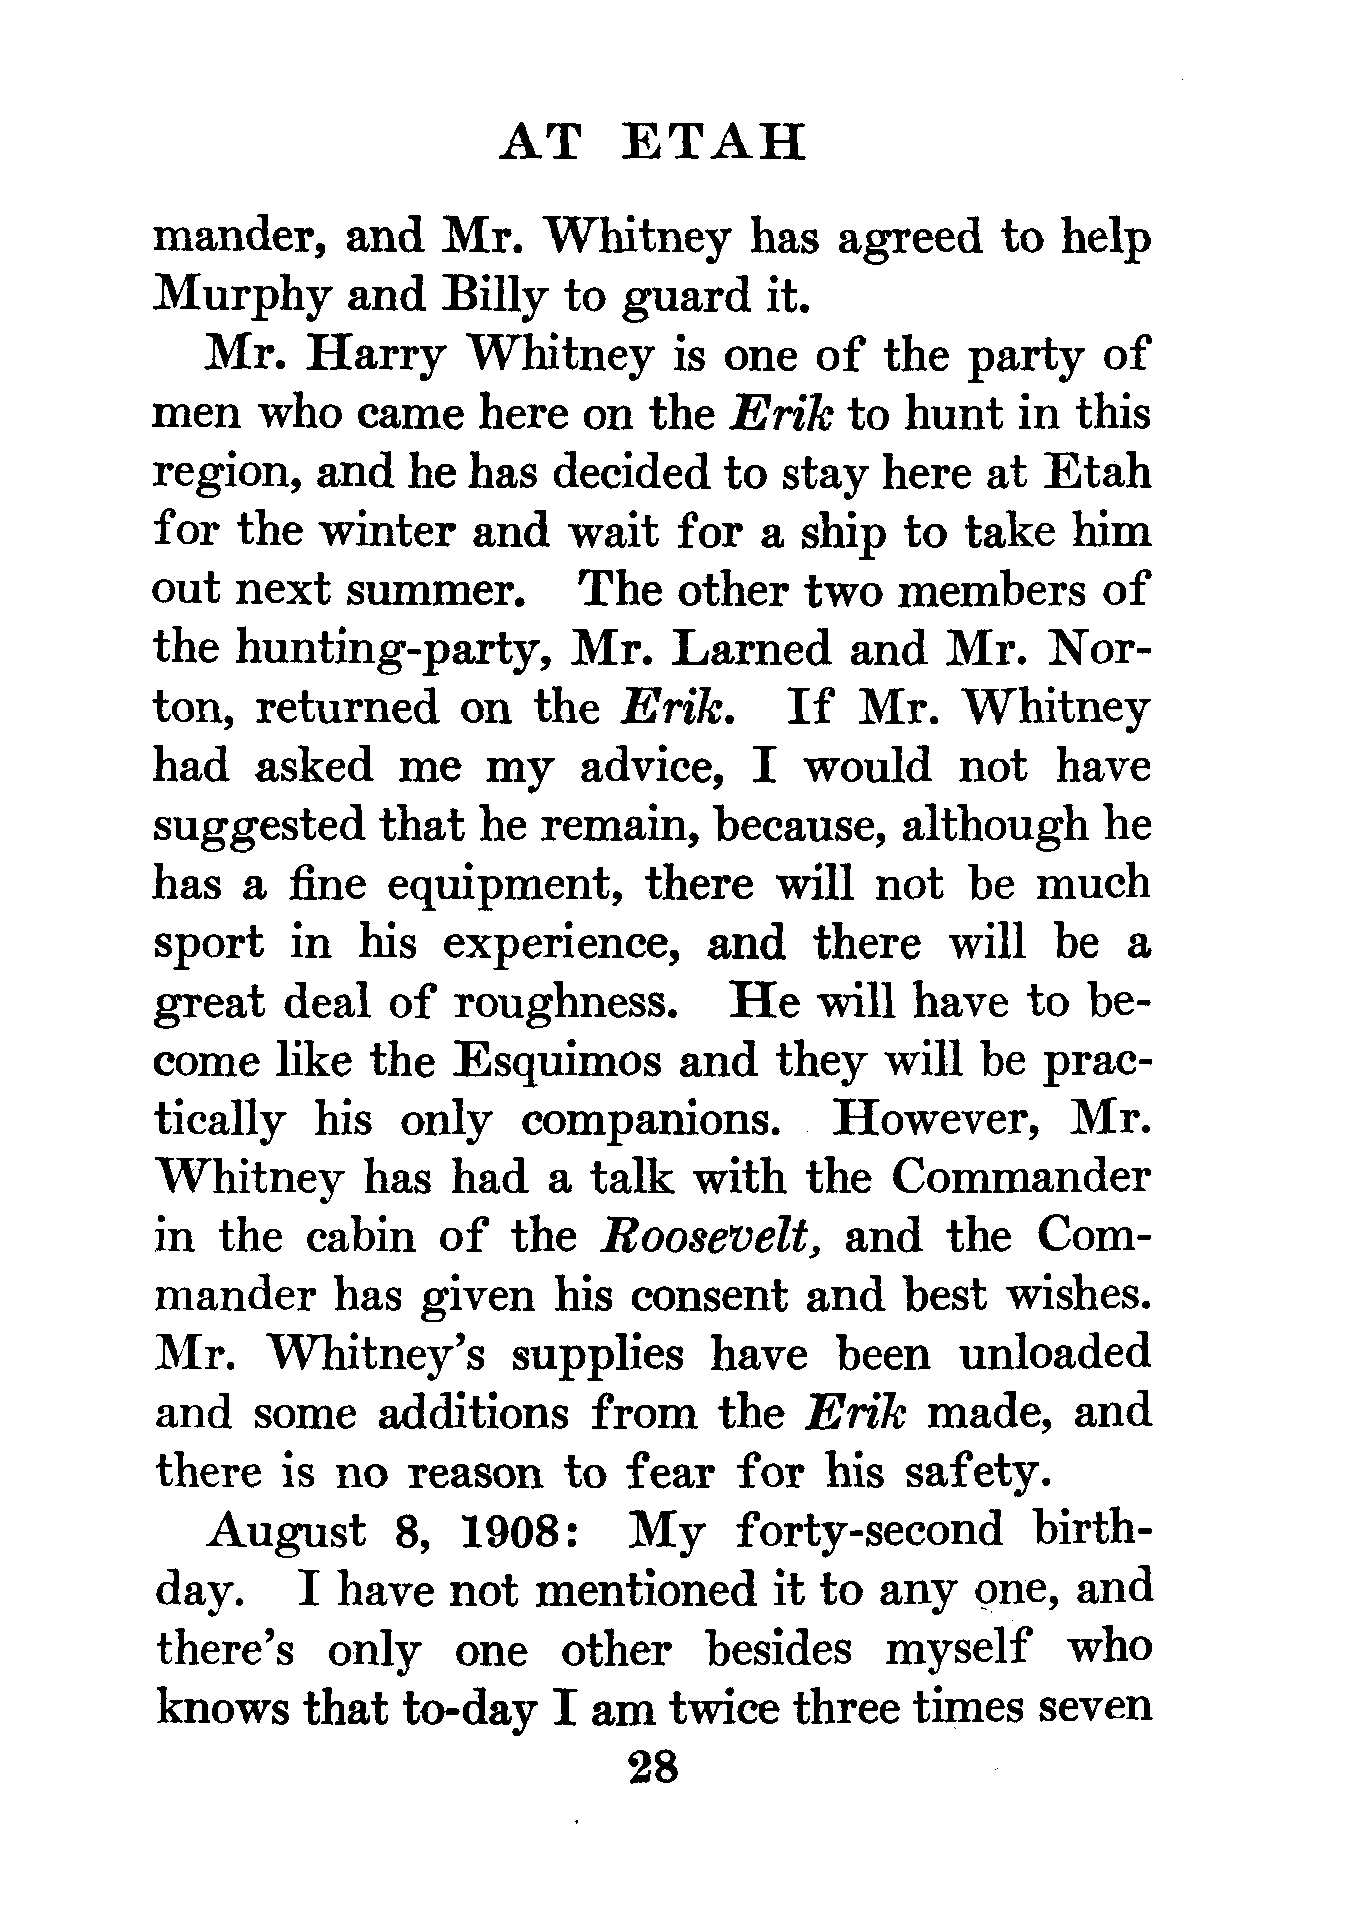 AT ETAH
mander, and Mr. Whitney has agreed to help
Murphy and Billy to guard it.
Mr. Harry Whitney is one of the party of
men who came here on the Erik to hunt in this
region, and he has decided to stay here at Etah
for the winter and wait for a ship to take him
out next summer. The other two members of
the hunting-party, Mr. Larned and Mr. Nor-
ton, returned on the Erik. If Mr. Whitney
had asked me my advice, I would not have
suggested that he remain, because, although he
has a fine equipment, there will not be much
sport in his experience, and there will be a
great deal of roughness. He will have to be-
come like the Esquimos and they will be prac-
tically his only companions. However, Mr.
Whitney has had a talk with the Commander
in the cabin of the Roosevelt, and the Com-
mander has given his consent and best wishes.
Mr. Whitney's supplies have been unloaded
and some additions from the Erik made, and
there is no reason to fear for his safety.
August 8, 1908: My forty-second birth-
day. I have not mentioned it to any one, and
there's only one other besides myself who
knows that to-day I am twice three times seven
28